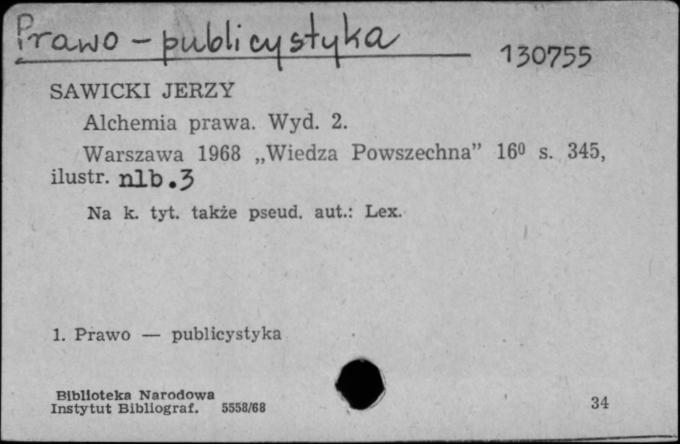 Prawo - publicystyka
130755
SAWICKI JERZY
Alchemia prawa. Wyd. 2.
Warszawa 1968 „Wiedza Powszechna” 16⁰ s. 345,
ilustr. nlb.3
Na k. tyt. także pseud. aut.: Lex.
1. Prawo — publicystyka
Biblioteka Narodowa
Instytut Bibliograf. 5558/68
34